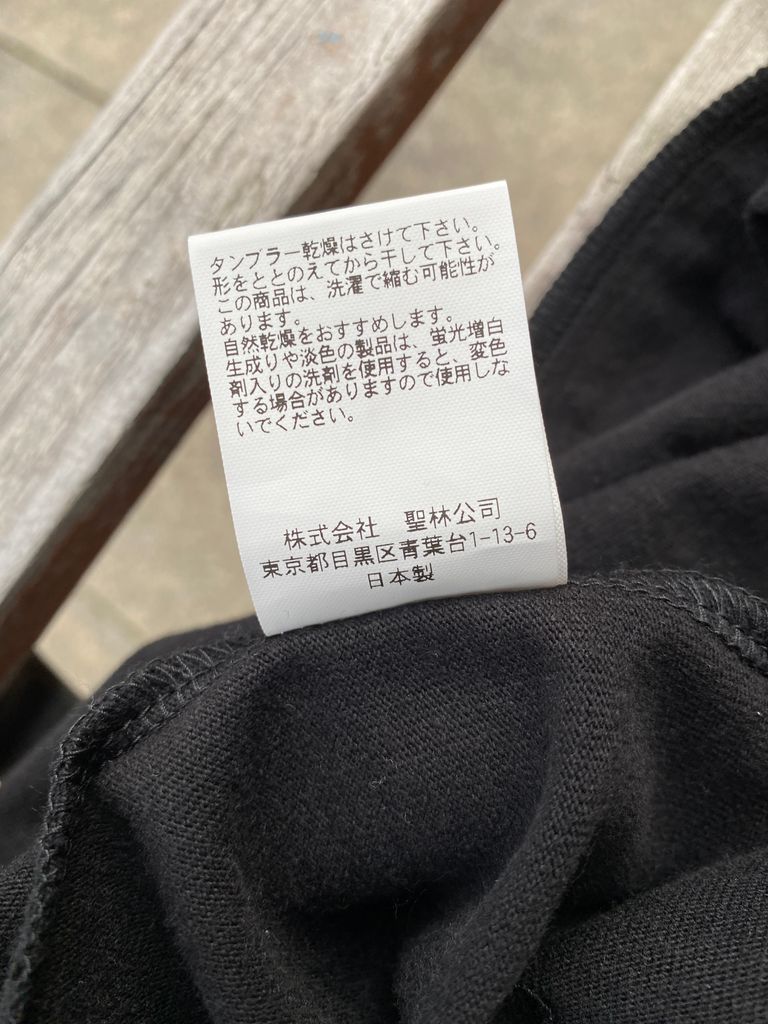 タンブラー乾燥はさけて下さい。
形をととのえてから干して下さい。
この商品は、洗濯で縮む可能性が
あります。
自然乾燥をおすすめします。
生成りや淡色の製品は、蛍光増白
剤入りの洗剤を使用すると、変色
する場合がありますので使用しな
いでください。
株式会社 聖林公司
東京都目黒区青葉台1-13-6
日本製